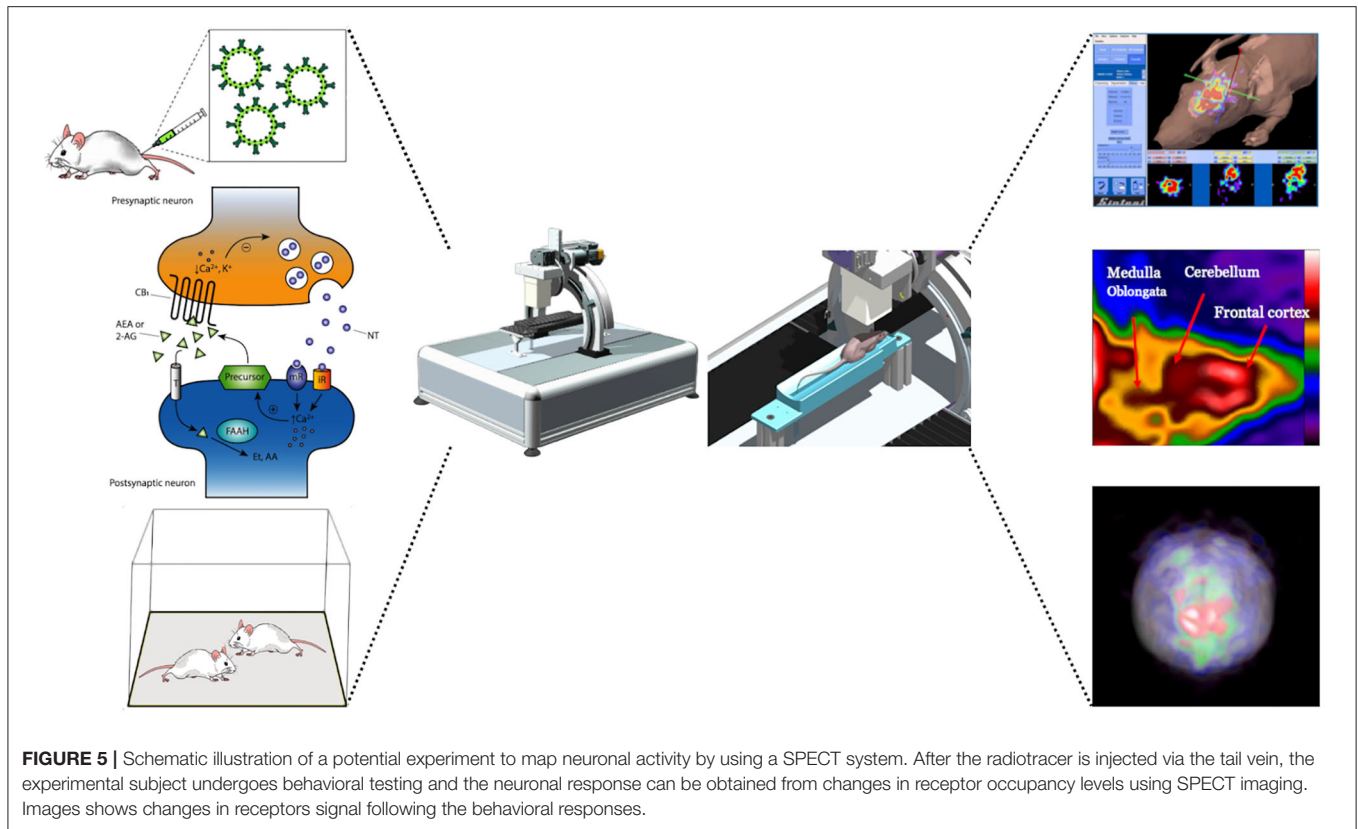 Presynaptic neuron
↓Ca²⁺, K⁺
CB₁
AEA or
2-AG
NT
T
Precursor
mR
iR
↑Ca²⁺
FAAH
Et, AA
Postsynaptic neuron
Medulla
Oblongata
Cerebellum
Frontal cortex
FIGURE 5 | Schematic illustration of a potential experiment to map neuronal activity by using a SPECT system. After the radiotracer is injected via the tail vein, the
experimental subject undergoes behavioral testing and the neuronal response can be obtained from changes in receptor occupancy levels using SPECT imaging.
Images shows changes in receptors signal following the behavioral responses.